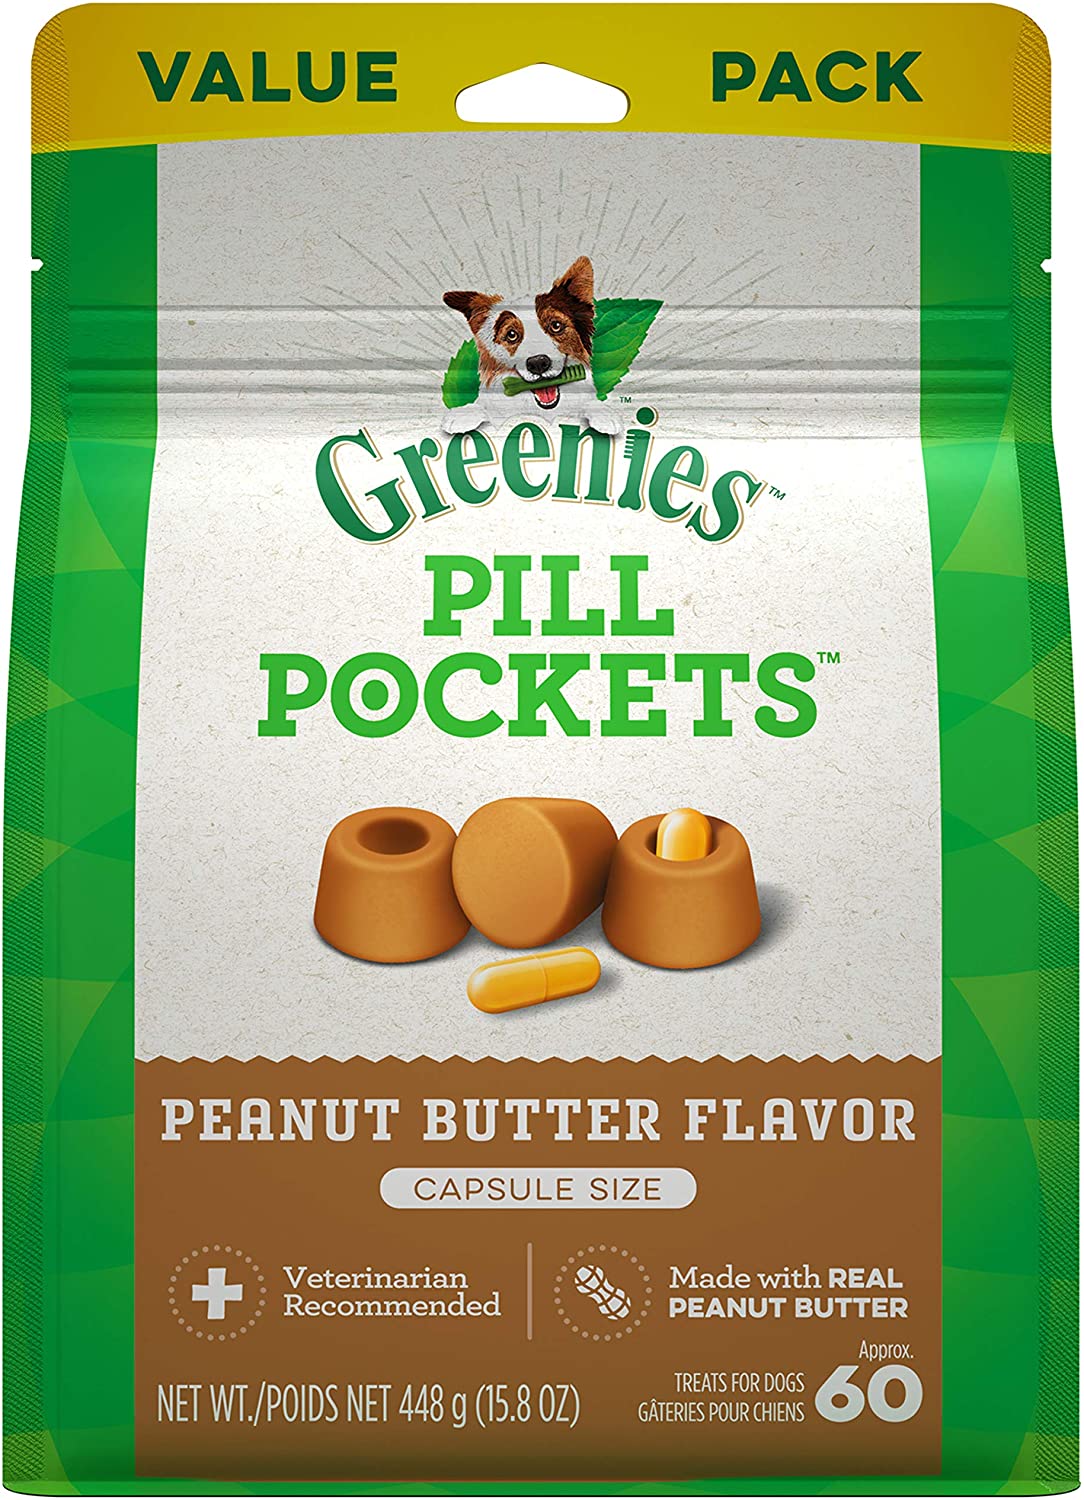 VALUE PACK
Greenies™
PILL
POCKETS™
PEANUT BUTTER FLAVOR
CAPSULE SIZE
Veterinarian
Recommended
Made with REAL
PEANUT BUTTER
NET WT./POIDS NET 448 g (15.8 OZ)
TREATS FOR DOGS
GÂTERIES POUR CHIENS
Approx.
60